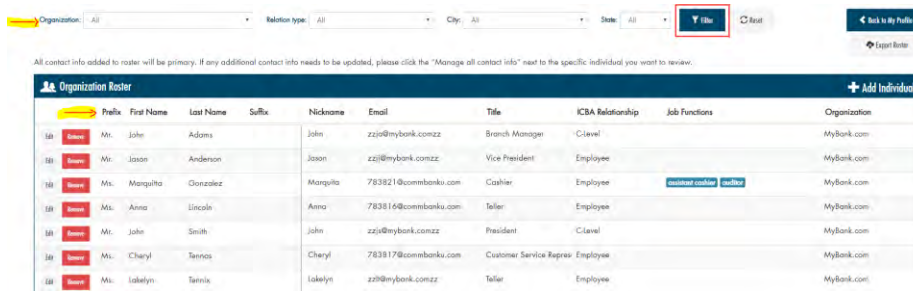 Organization: All Relation type: All City: All State: All Filter Reset Back to My Profile
Export Roster
All contact info added to roster will be primary. If any additional contact info needs to be updated, please click the "Manage all contact info" next to the specific individual you want to review.
Organization Roster Add Individual
Prefix First Name Last Name Suffix Nickname Email Title ICBA Relationship Job Functions Organization
Edit Remove Mr. John Adams John zzja@mybank.comzz Branch Manager C-Level MyBank.com
Edit Remove Mr. Jason Anderson Jason zzjj@mybank.comzz Vice President Employee MyBank.com
Edit Remove Ms. Marquitta Gonzalez Marquitta 783821@commbanku.com Cashier Employee assistant cashier auditor MyBank.com
Edit Remove Ms. Anna Lincoln Anna 783816@commbanku.com Teller Employee MyBank.com
Edit Remove Mr. John Smith John zzjs@mybank.comzz President C-Level MyBank.com
Edit Remove Ms. Cheryl Tennas Cheryl 783817@commbanku.com Customer Service Repres Employee MyBank.com
Edit Remove Ms. Lakelyn Tennix Lakelyn zzlt@mybank.comzz Teller Employee MyBank.com